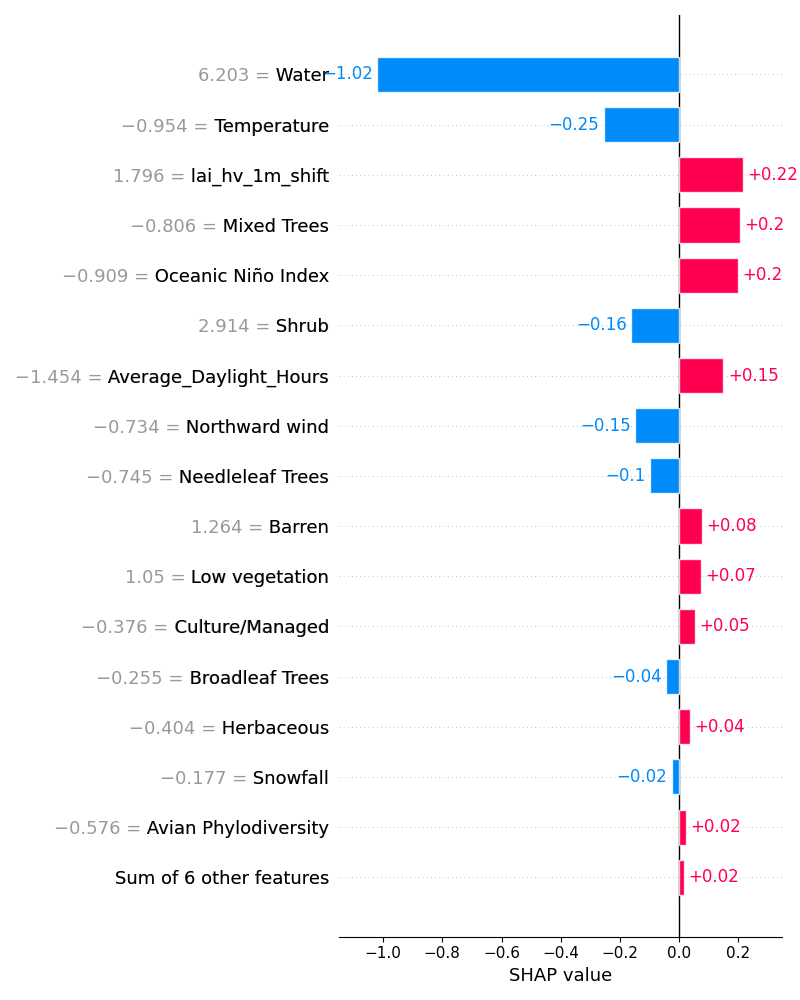 6.203 = Water −1.02
−0.954 = Temperature −0.25
1.796 = lai_hv_1m_shift +0.22
−0.806 = Mixed Trees +0.2
−0.909 = Oceanic Niño Index +0.2
2.914 = Shrub −0.16
−1.454 = Average_Daylight_Hours +0.15
−0.734 = Northward wind −0.15
−0.745 = Needleleaf Trees −0.1
1.264 = Barren +0.08
1.05 = Low vegetation +0.07
−0.376 = Culture/Managed +0.05
−0.255 = Broadleaf Trees −0.04
−0.404 = Herbaceous +0.04
−0.177 = Snowfall −0.02
−0.576 = Avian Phylodiversity +0.02
Sum of 6 other features +0.02
−1.0 −0.8 −0.6 −0.4 −0.2 0.0 0.2
SHAP value